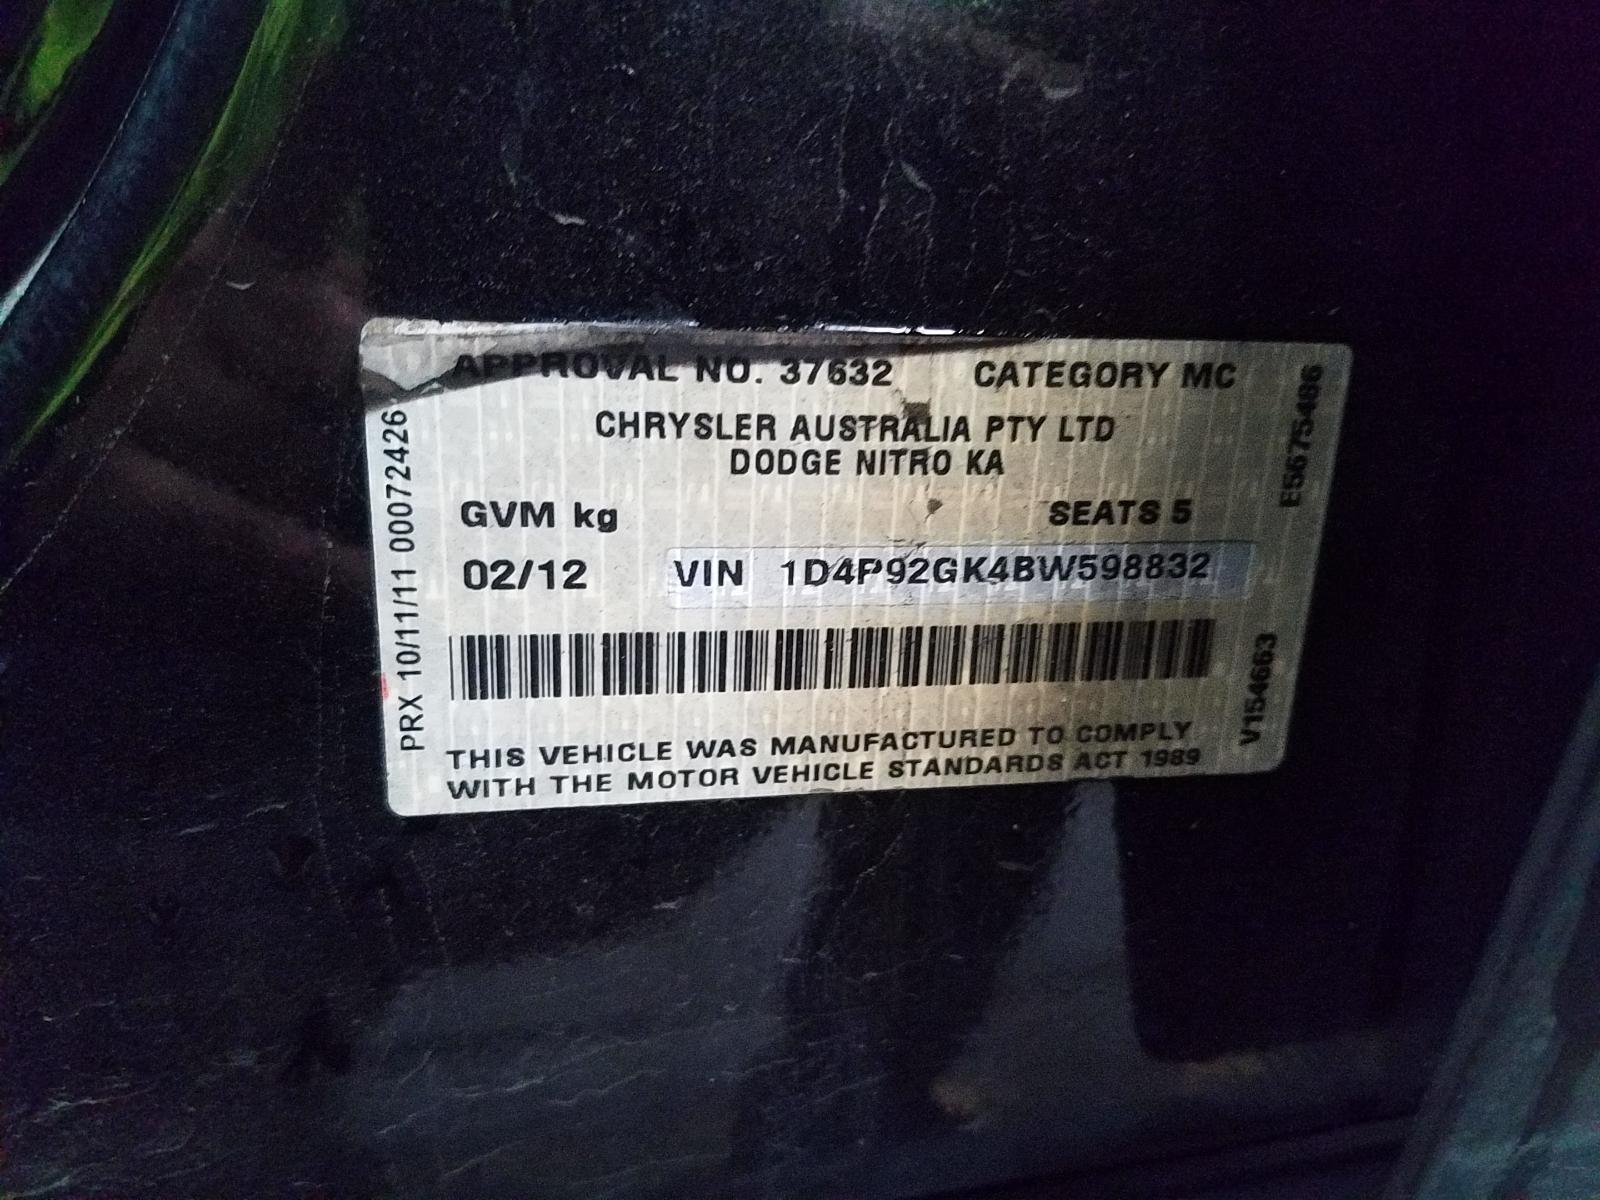 APPROVAL NO. 37632 CATEGORY MC
CHRYSLER AUSTRALIA PTY LTD
DODGE NITRO KA
GVM kg SEATS 5
02/12 VIN 1D4P92GK4BW598832
THIS VEHICLE WAS MANUFACTURED TO COMPLY
WITH THE MOTOR VEHICLE STANDARDS ACT 1989
PRX 10/11/11 00072426
E5675486
V154663